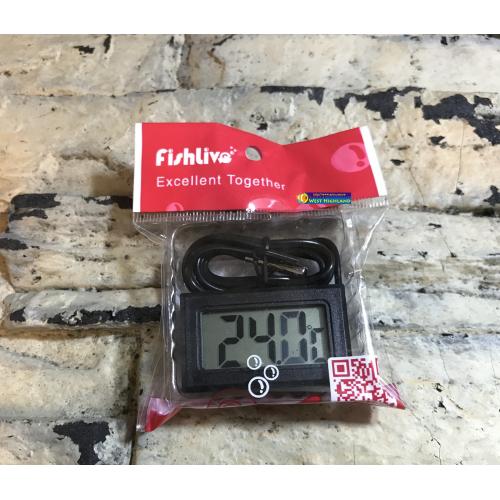 FishLive
Excellent Together
WEST HIGHLAND
24.0°C